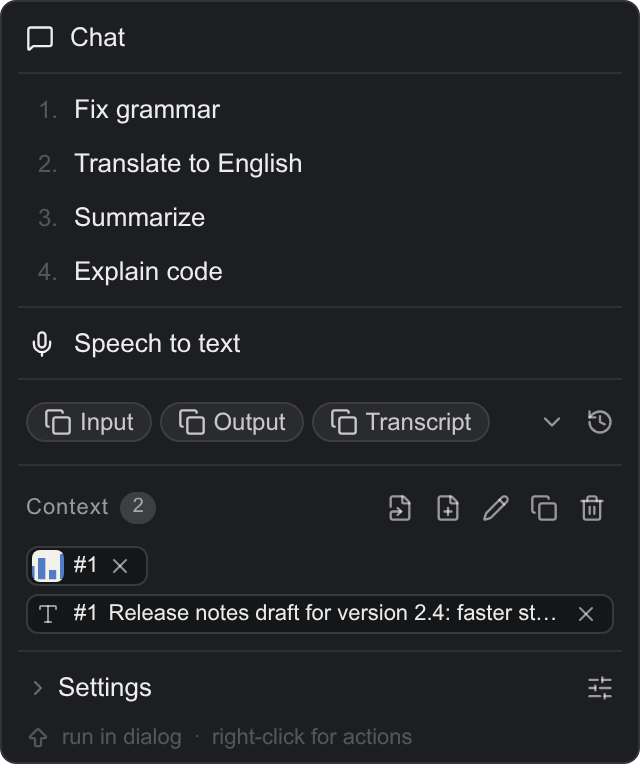 Chat
1. Fix grammar
2. Translate to English
3. Summarize
4. Explain code
Speech to text
Input Output Transcript
Context 2
#1
#1 Release notes draft for version 2.4: faster st...
Settings
run in dialog · right-click for actions